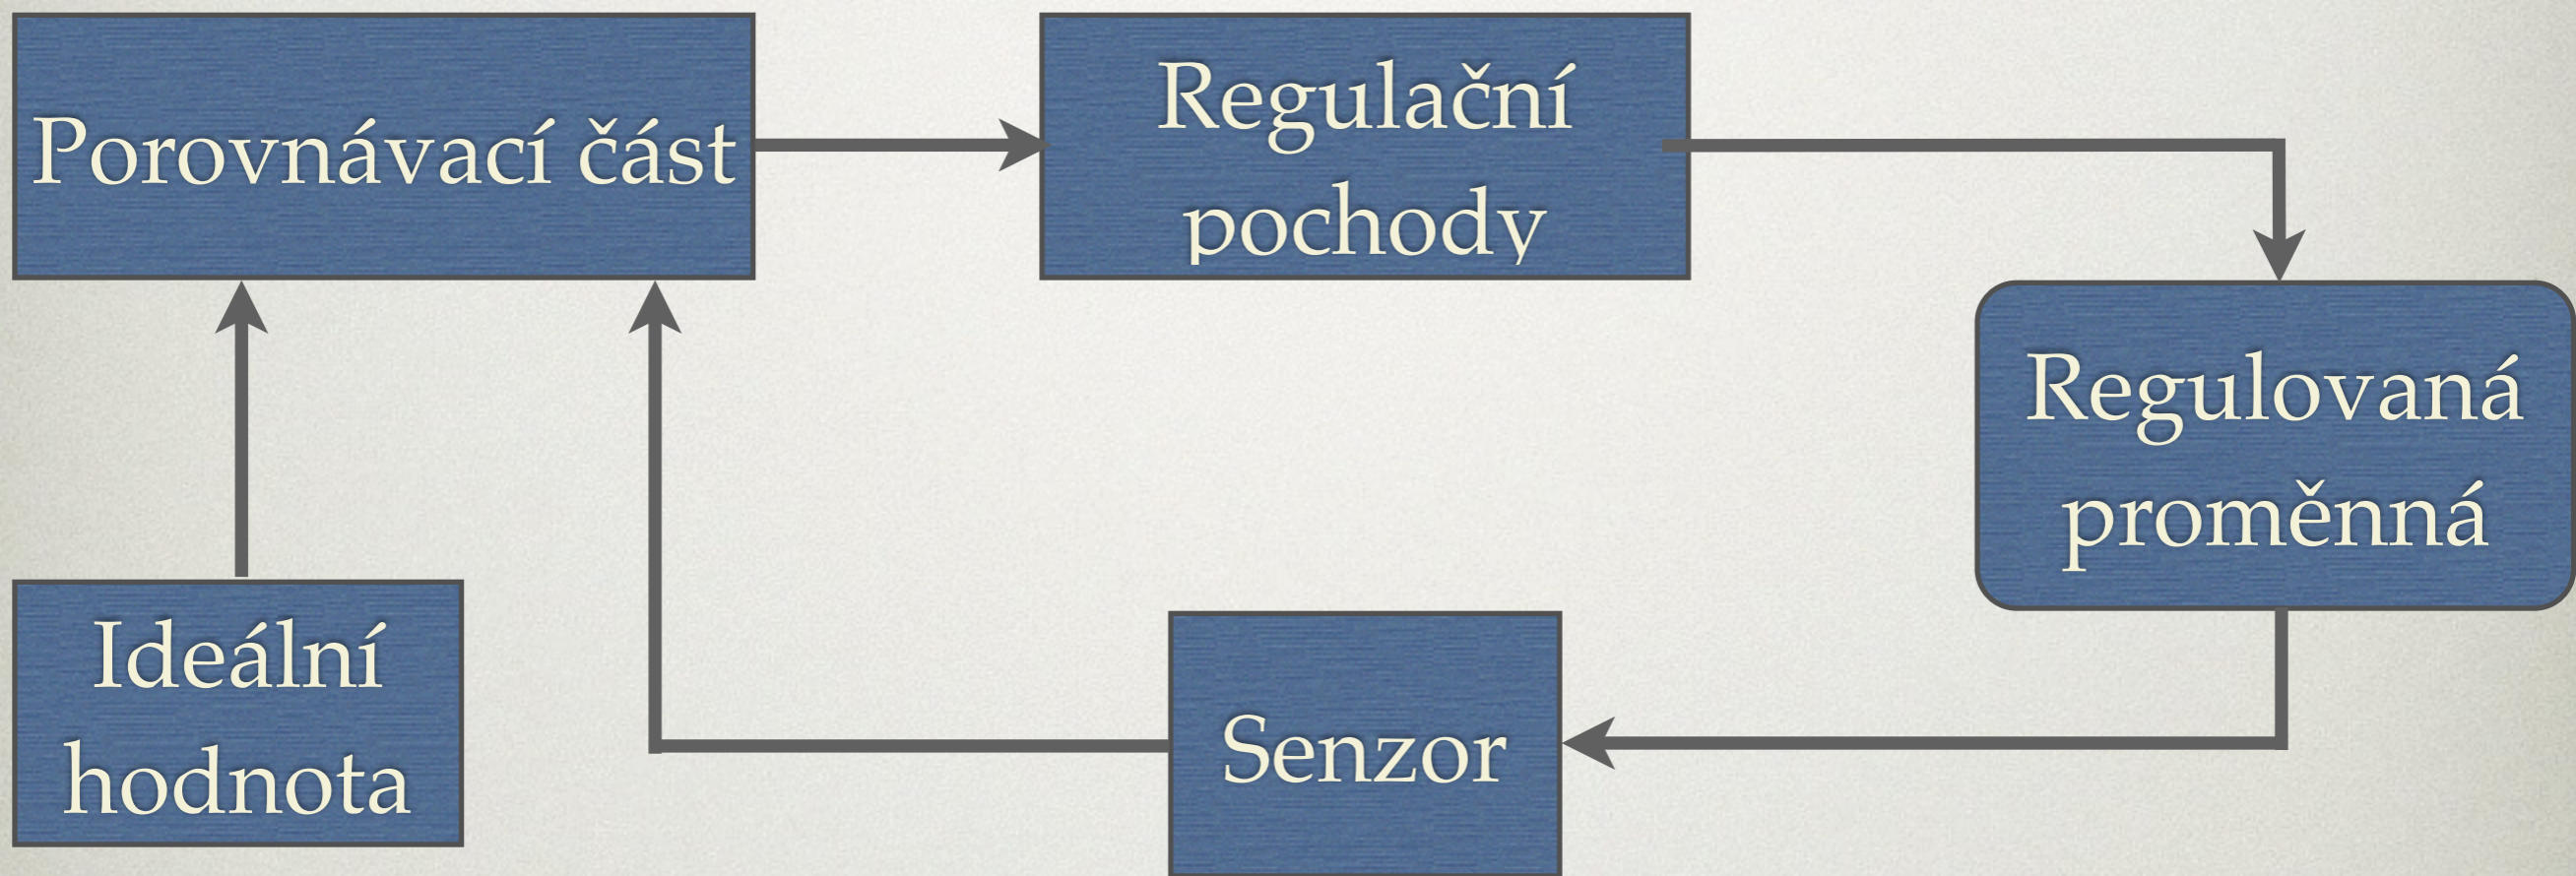 Porovnávací část
Regulační
pochody
Regulovaná
proměnná
Ideální
hodnota
Senzor